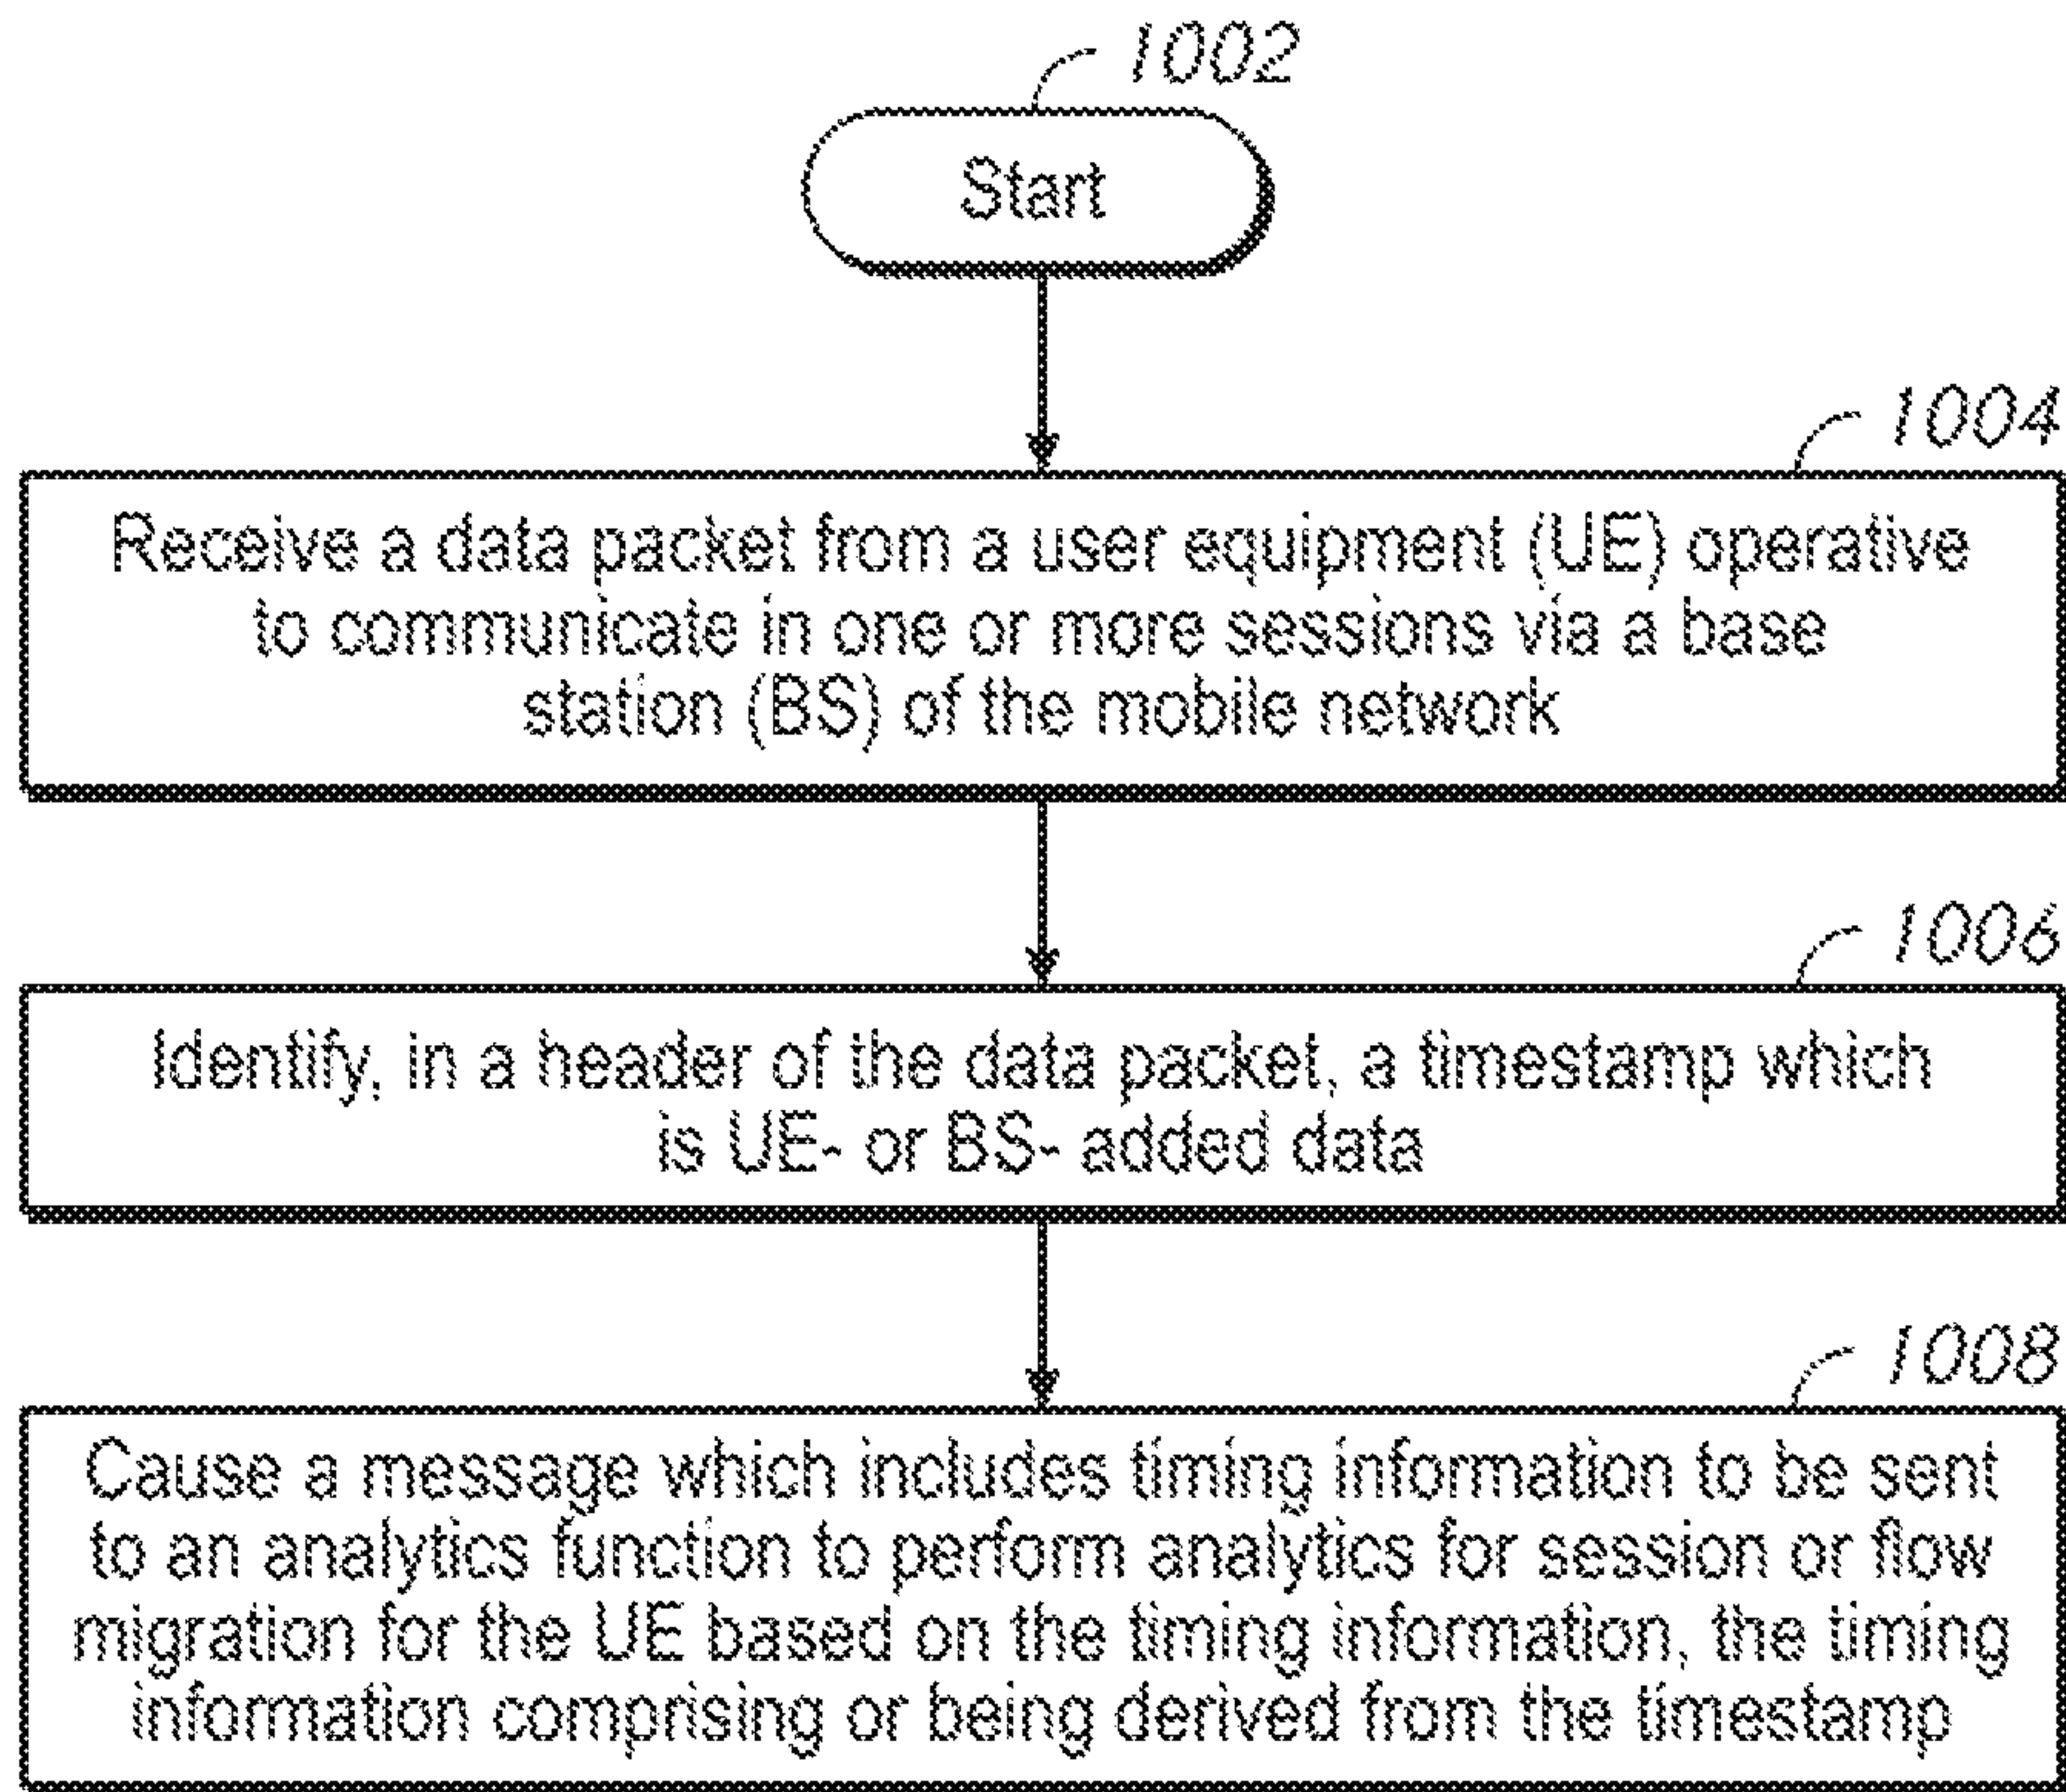 1002
Start
1004
Receive a data packet from a user equipment (UE) operative
to communicate in one or more sessions via a base
station (BS) of the mobile network
1006
Identify, in a header of the data packet, a timestamp which
is UE- or BS- added data
1008
Cause a message which includes timing information to be sent
to an analytics function to perform analytics for session or flow
migration for the UE based on the timing information, the timing
information comprising or being derived from the timestamp